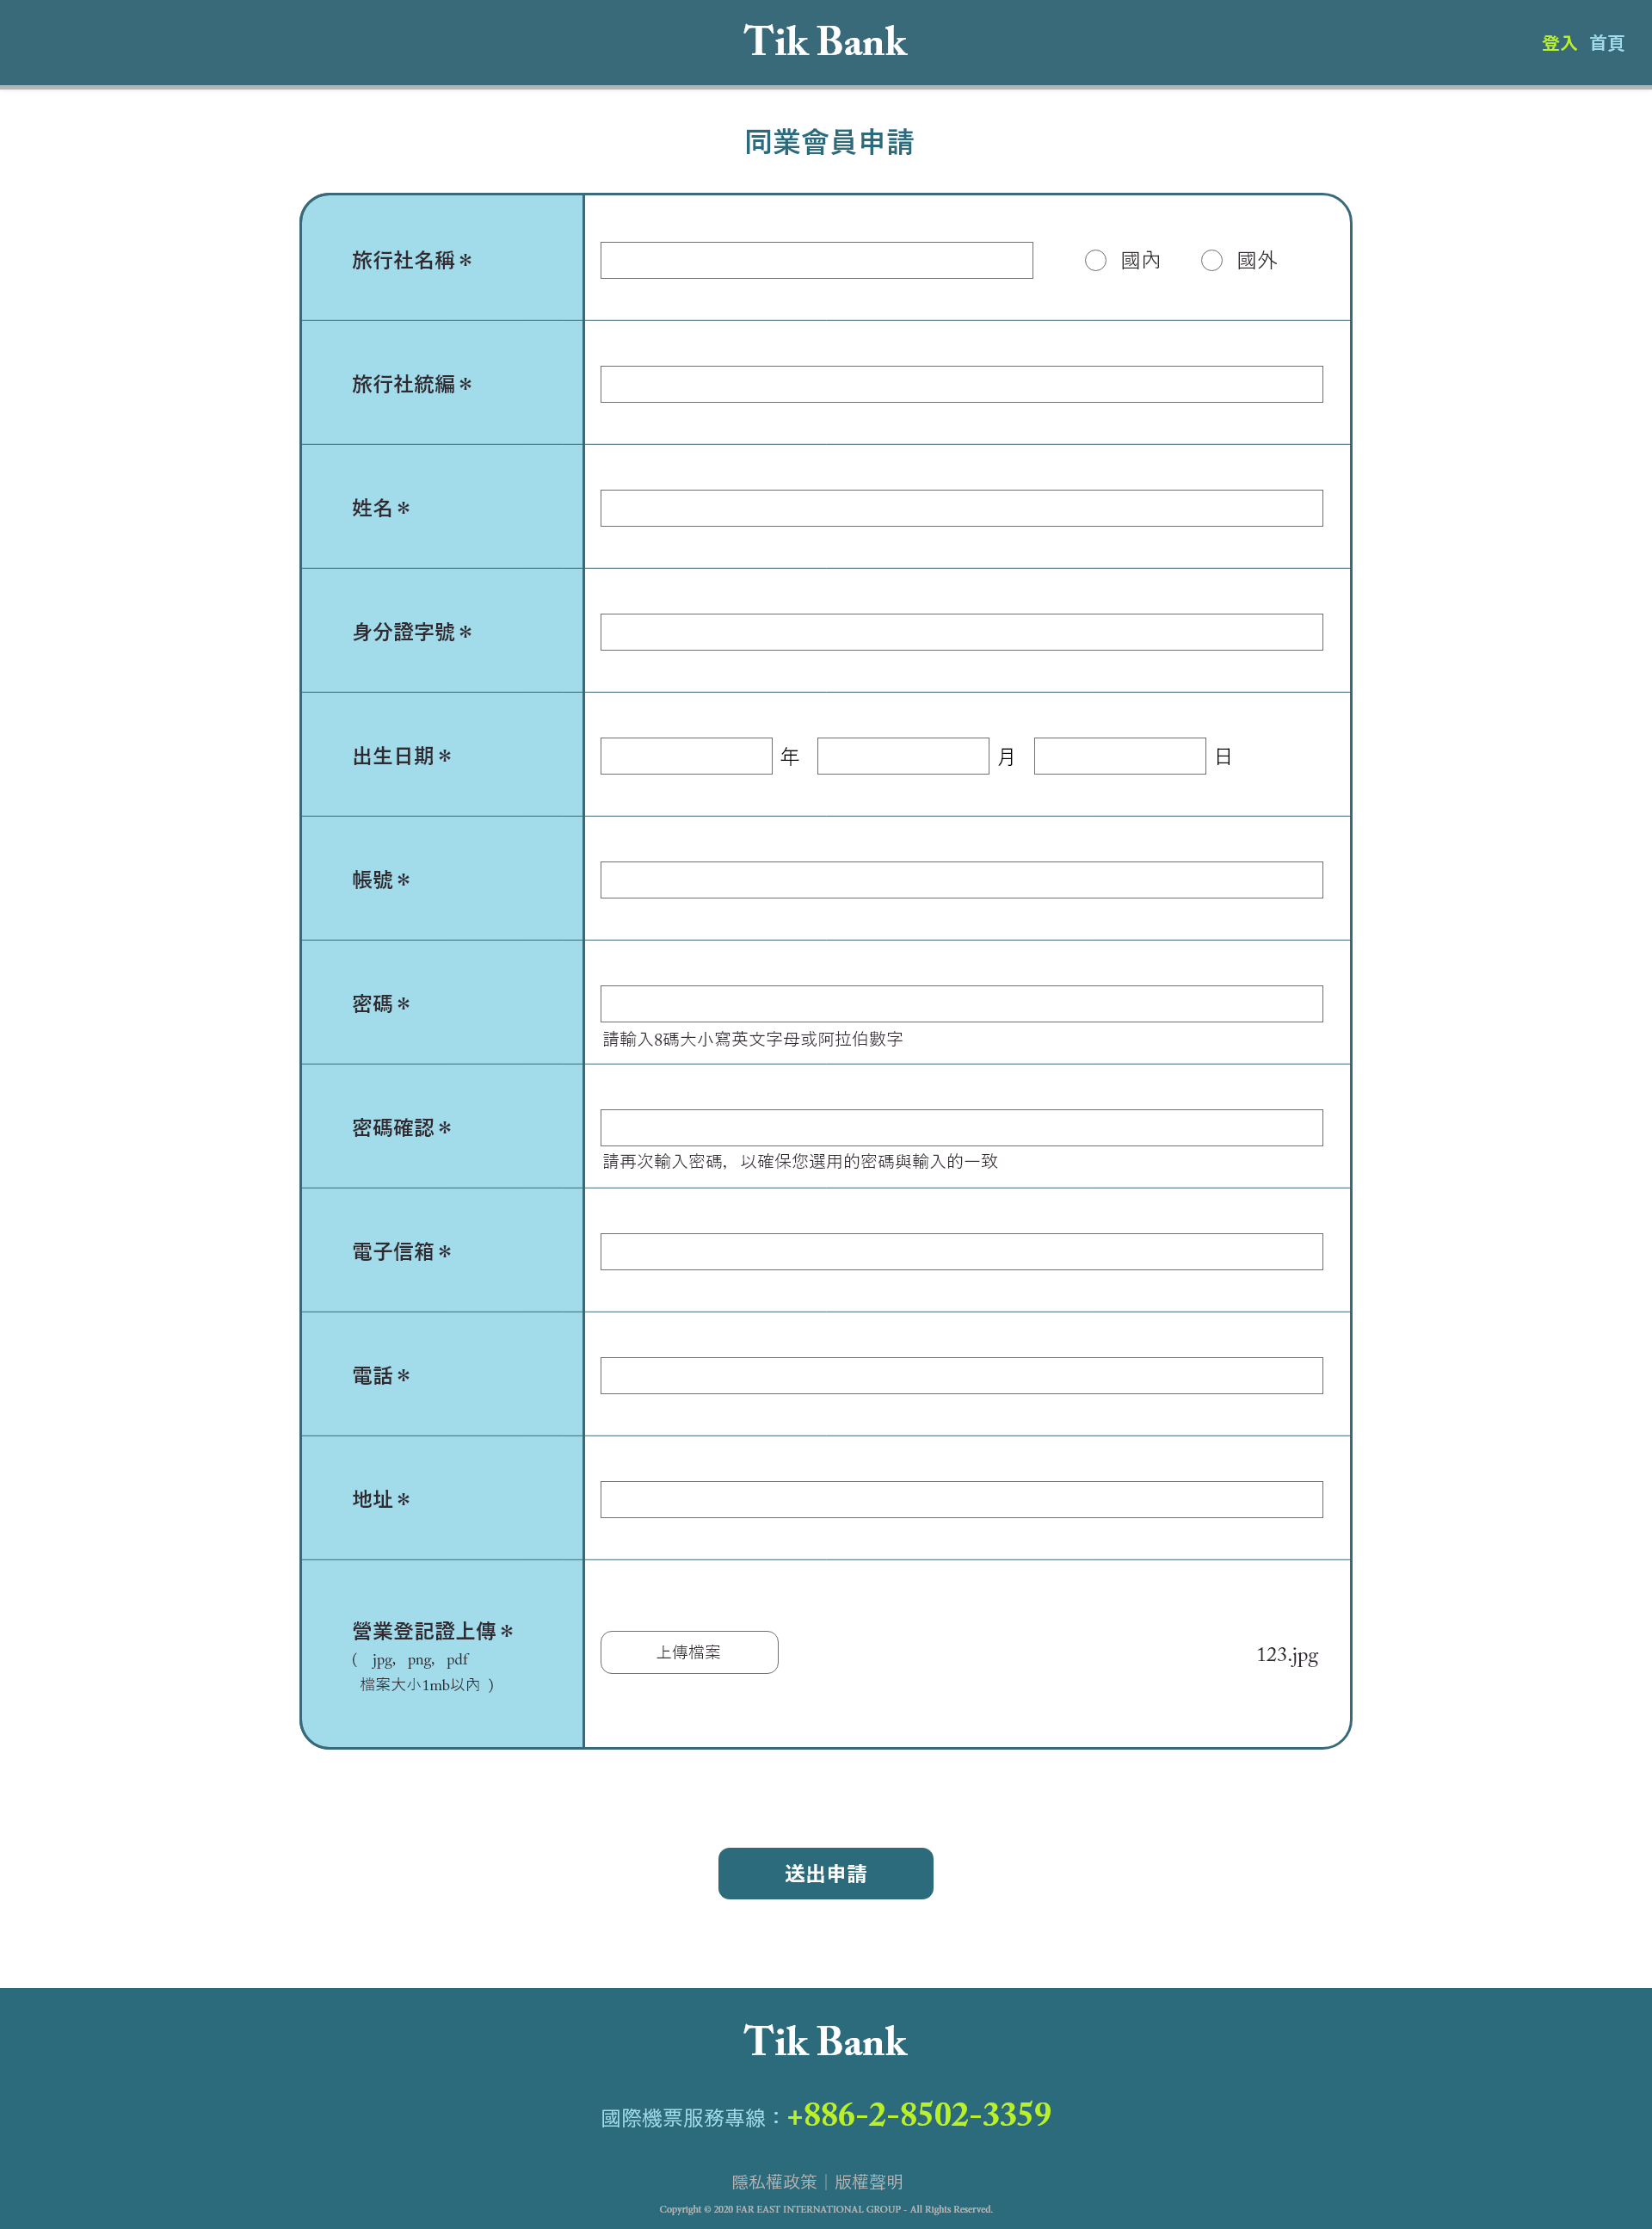 Tik Bank
登入 首頁
同業會員申請
旅行社名稱＊
國內 國外
旅行社統編＊
姓名＊
身分證字號＊
出生日期＊
年 月 日
帳號＊
密碼＊
請輸入8碼大小寫英文字母或阿拉伯數字
密碼確認＊
請再次輸入密碼，以確保您選用的密碼與輸入的一致
電子信箱＊
電話＊
地址＊
營業登記證上傳＊
( jpg, png, pdf
檔案大小1mb以內 )
上傳檔案
123.jpg
送出申請
Tik Bank
國際機票服務專線：+886-2-8502-3359
隱私權政策｜版權聲明
Copyright © 2020 FAR EAST INTERNATIONAL GROUP - All Rights Reserved.